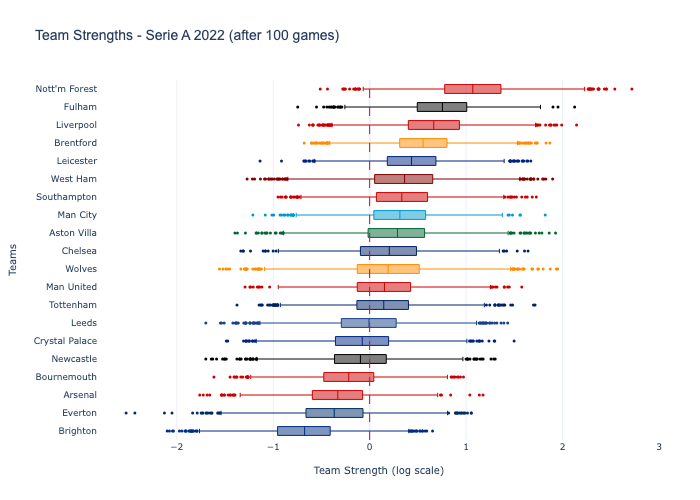 Team Strengths - Serie A 2022 (after 100 games)
Nott'm Forest
Fulham
Liverpool
Brentford
Leicester
West Ham
Southampton
Man City
Aston Villa
Chelsea
Wolves
Man United
Tottenham
Leeds
Crystal Palace
Newcastle
Bournemouth
Arsenal
Everton
Brighton
Teams
−2 −1 0 1 2 3
Team Strength (log scale)